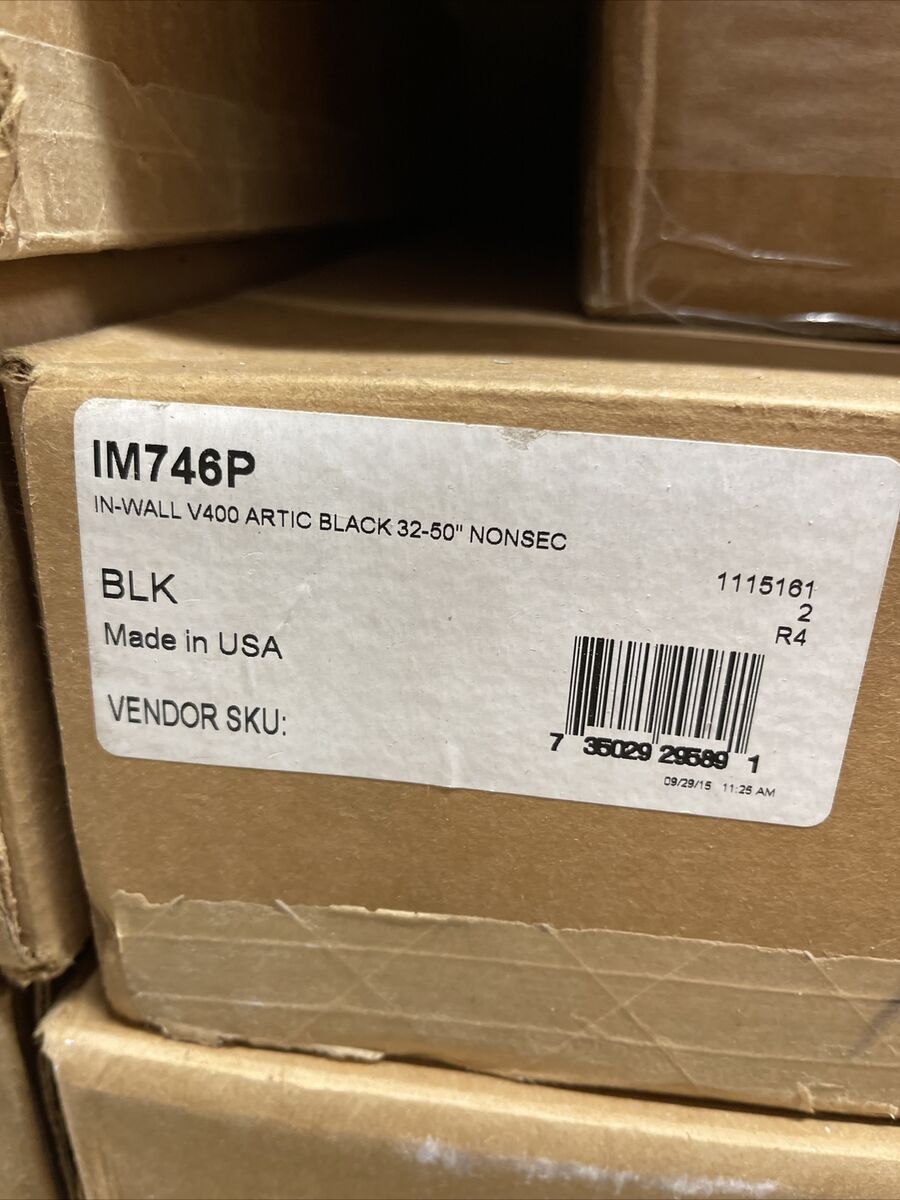 IM746P
IN-WALL V400 ARTIC BLACK 32-50" NONSEC
BLK
1115161
2
Made in USA
R4
VENDOR SKU:
7 35029 29589 1
09/29/15 11:25 AM